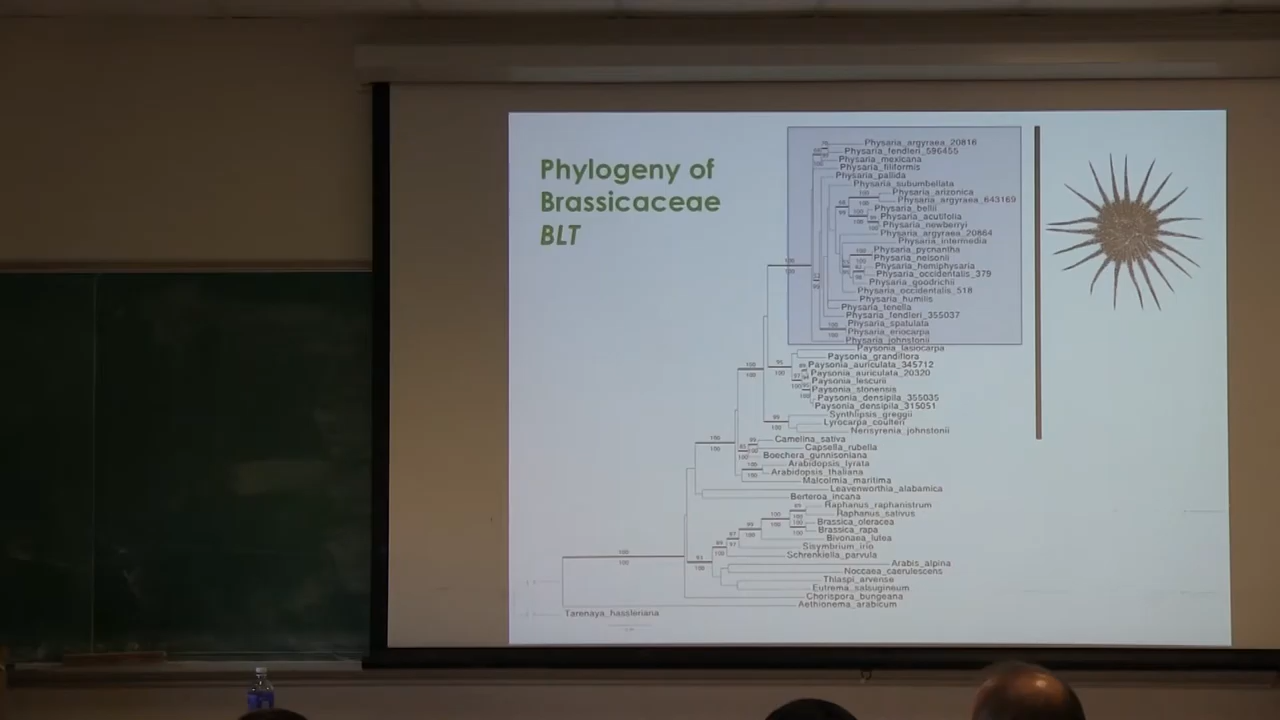 Phylogeny of
Brassicaceae
BLT
Physaria_argyraea_20816
Physaria_fendleri_596455
Physaria_mexicana
Physaria_filiformis
Physaria_pallida
Physaria_subumbellata
Physaria_arizonica
Physaria_argyraea_643169
Physaria_bellii
Physaria_acutifolia
Physaria_newberryi
Physaria_argyraea_20864
Physaria_intermedia
Physaria_pycnantha
Physaria_nelsonii
Physaria_hemiphysaria
Physaria_occidentalis_379
Physaria_goodrichii
Physaria_occidentalis_518
Physaria_humilis
Physaria_tenella
Physaria_fendleri_355037
Physaria_spatulata
Physaria_eriocarpa
Physaria_johnstonii
Paysonia_lasiocarpa
Paysonia_grandiflora
Paysonia_auriculata_345712
Paysonia_auriculata_20320
Paysonia_lescurii
Paysonia_stonensis
Paysonia_densipila_355035
Paysonia_densipila_315051
Synthlipsis_greggii
Lyrocarpa_coulteri
Nerisyrenia_johnstonii
Camelina_sativa
Capsella_rubella
Boechera_gunnisoniana
Arabidopsis_lyrata
Arabidopsis_thaliana
Malcolmia_maritima
Leavenworthia_alabamica
Berteroa_incana
Raphanus_raphanistrum
Raphanus_sativus
Brassica_oleracea
Brassica_rapa
Bivonaea_lutea
Sisymbrium_irio
Schrenkiella_parvula
Arabis_alpina
Noccaea_caerulescens
Thlaspi_arvense
Eutrema_salsugineum
Chorispora_bungeana
Aethionema_arabicum
Tarenaya_hassleriana